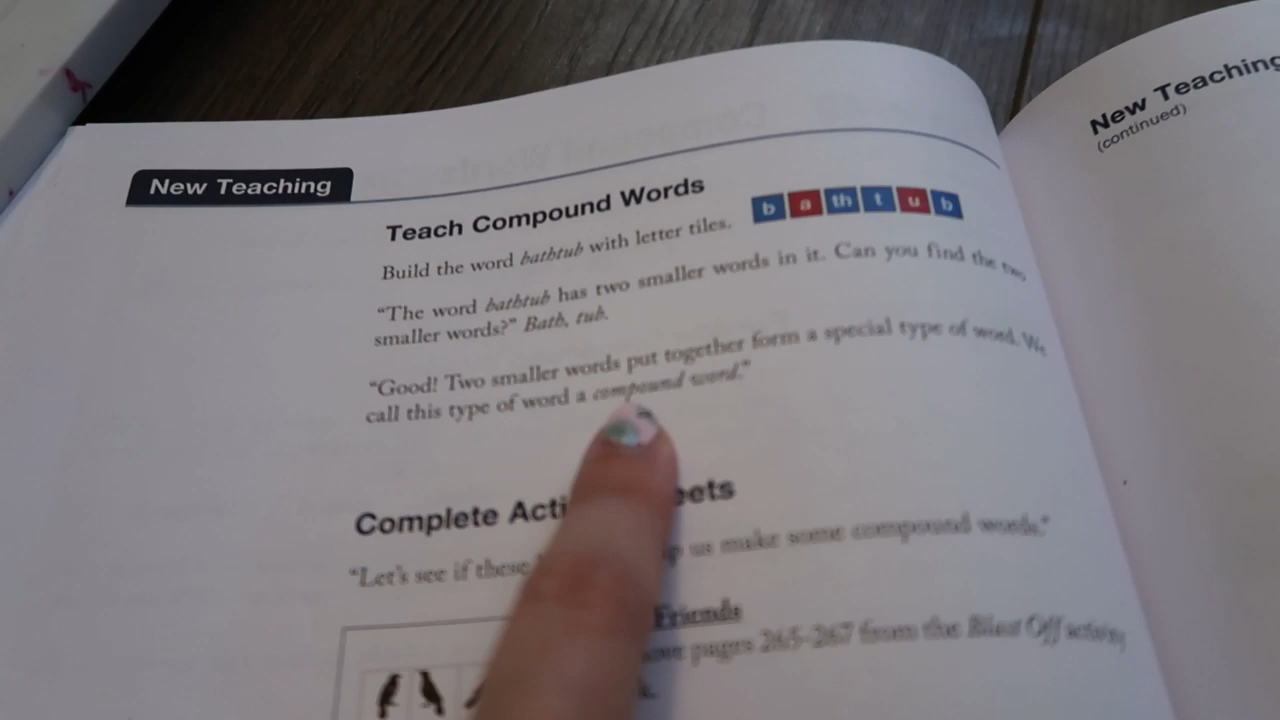 New Teaching
Teach Compound Words
Build the word bathtub with letter tiles.
b a th t u b
"The word bathtub has two smaller words in it. Can you find the two
smaller words?" Bath, tub.
"Good! Two smaller words put together form a special type of word. We
call this type of word a compound word."
Complete
"Let's see if these us make some compound words."
Friends
pages 265–267 from the Blast Off activity
New Teaching
(continued)